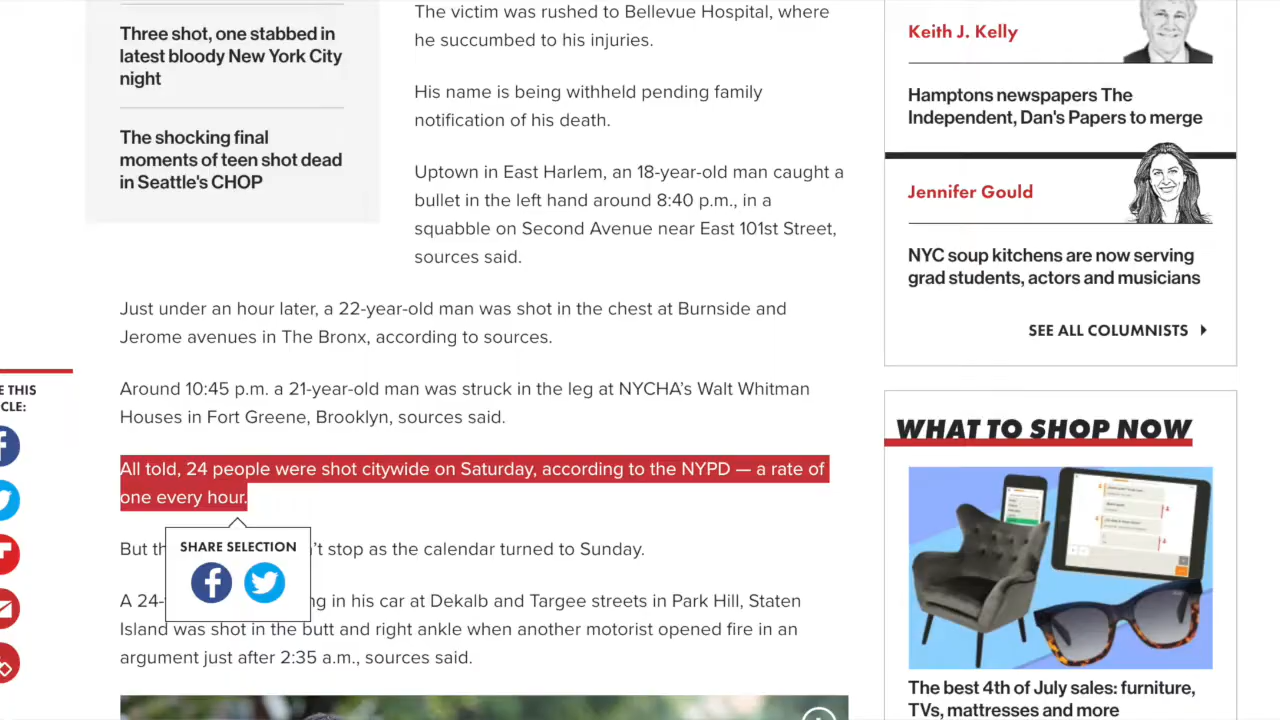 Three shot, one stabbed in
latest bloody New York City
night
The shocking final
moments of teen shot dead
in Seattle's CHOP
E THIS
CLE:
The victim was rushed to Bellevue Hospital, where
he succumbed to his injuries.
His name is being withheld pending family
notification of his death.
Uptown in East Harlem, an 18-year-old man caught a
bullet in the left hand around 8:40 p.m., in a
squabble on Second Avenue near East 101st Street,
sources said.
Just under an hour later, a 22-year-old man was shot in the chest at Burnside and
Jerome avenues in The Bronx, according to sources.
Around 10:45 p.m. a 21-year-old man was struck in the leg at NYCHA’s Walt Whitman
Houses in Fort Greene, Brooklyn, sources said.
All told, 24 people were shot citywide on Saturday, according to the NYPD — a rate of
one every hour.
SHARE SELECTION
But th ’t stop as the calendar turned to Sunday.
A 24- ng in his car at Dekalb and Targee streets in Park Hill, Staten
Island was shot in the butt and right ankle when another motorist opened fire in an
argument just after 2:35 a.m., sources said.
Keith J. Kelly
Hamptons newspapers The
Independent, Dan's Papers to merge
Jennifer Gould
NYC soup kitchens are now serving
grad students, actors and musicians
SEE ALL COLUMNISTS
WHAT TO SHOP NOW
The best 4th of July sales: furniture,
TVs, mattresses and more